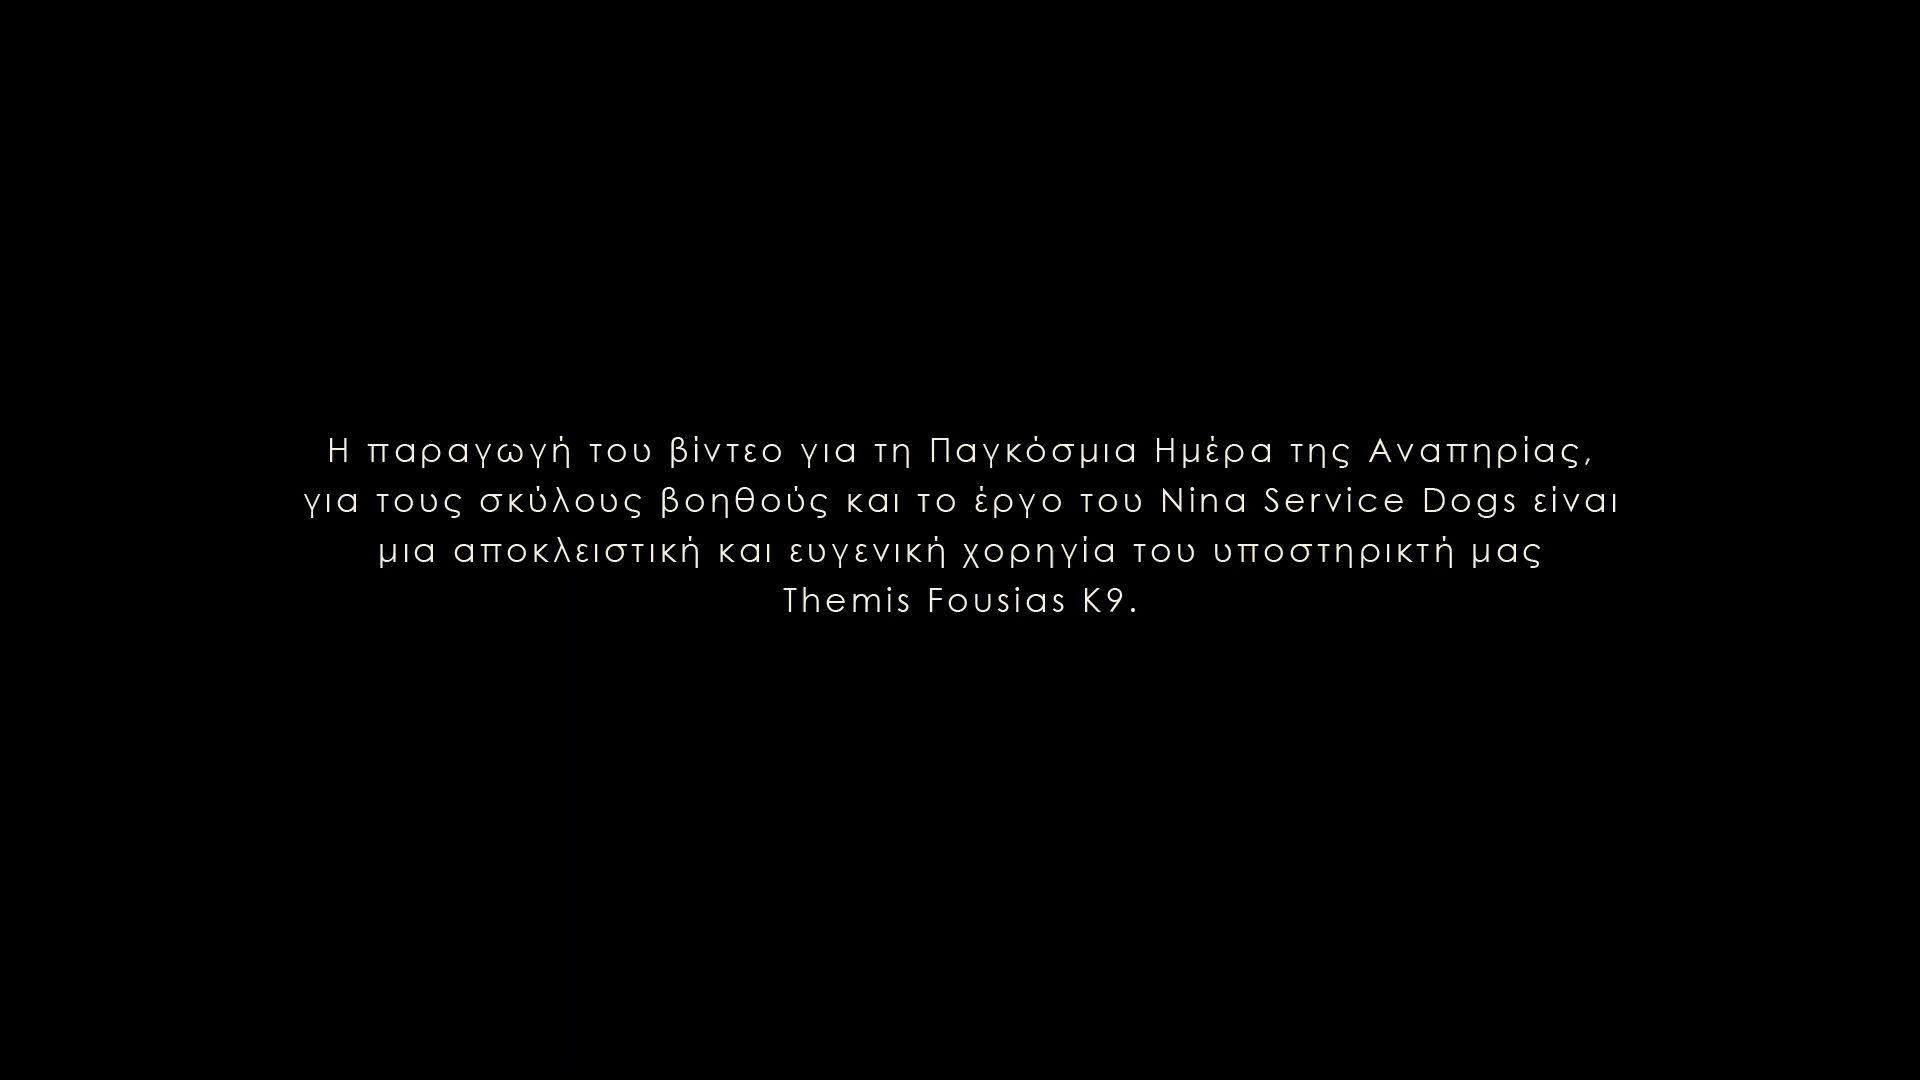 Η παραγωγή του βίντεο για τη Παγκόσμια Ημέρα της Αναπηρίας,
για τους σκύλους βοηθούς και το έργο του Nina Service Dogs είναι
μια αποκλειστική και ευγενική χορηγία του υποστηρικτή μας
Themis Fousias K9.